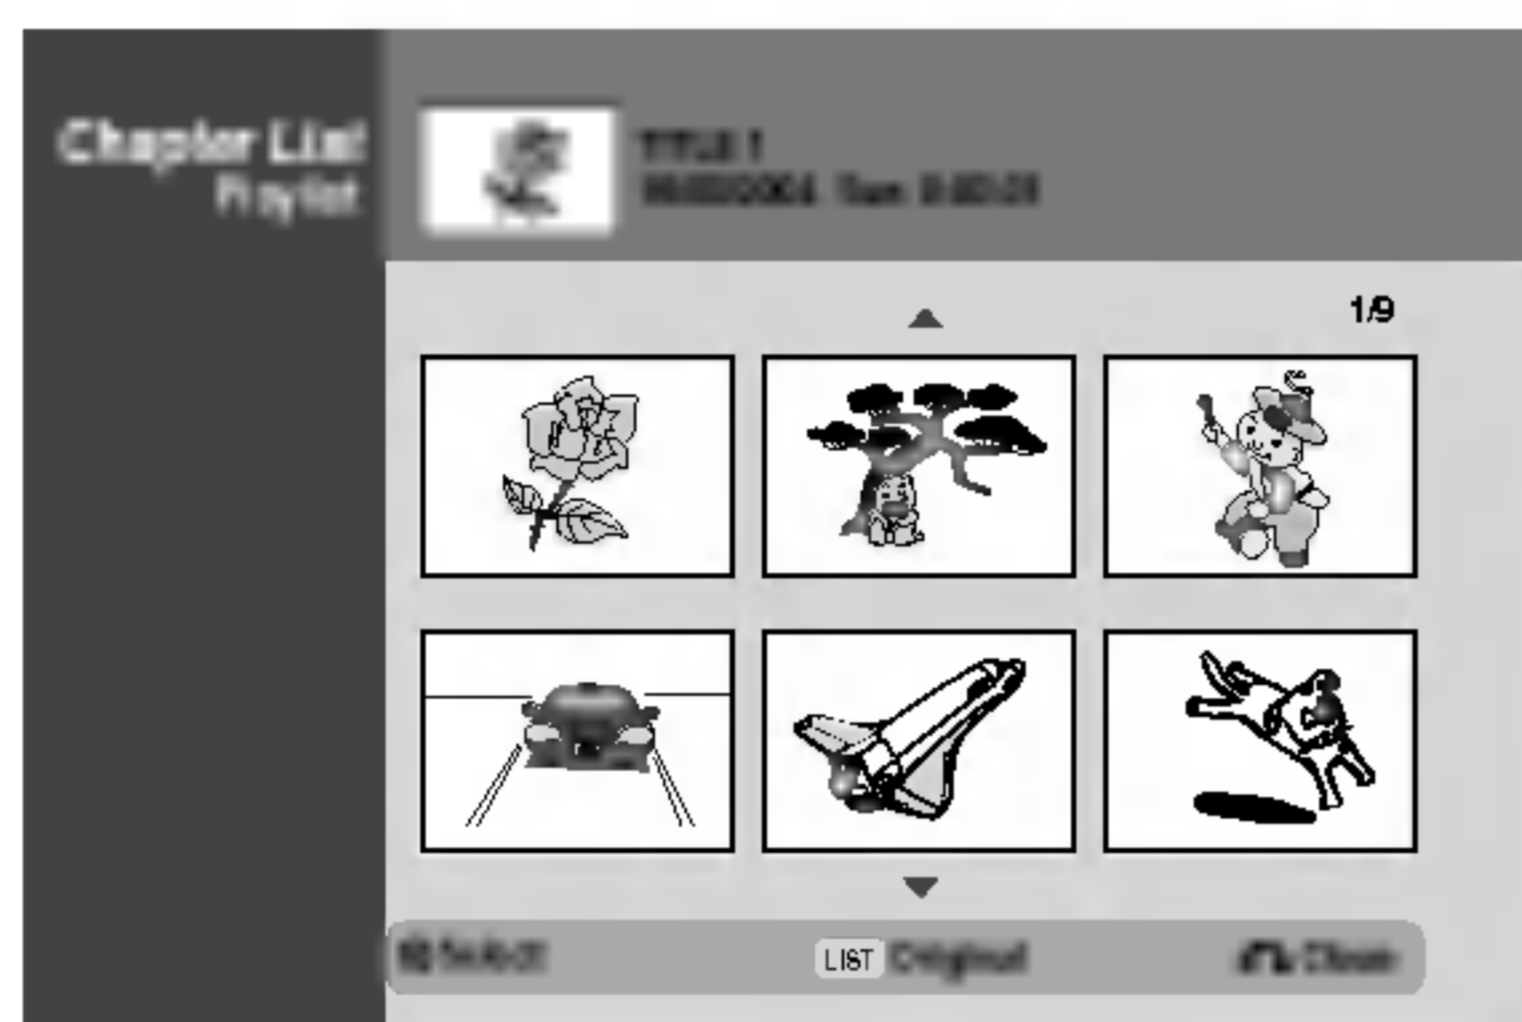 Chapter List
Playlist
TITLE 1
1/9
Select
LIST Original
Close